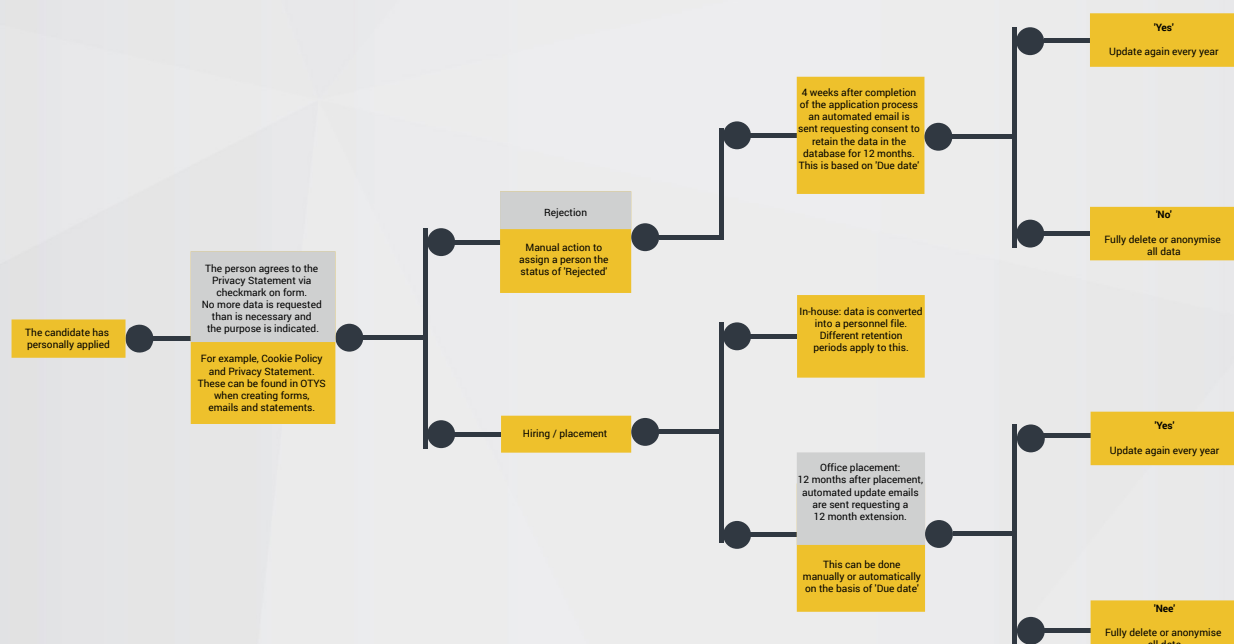 The candidate has
personally applied
The person agrees to the
Privacy Statement via
checkmark on form.
No more data is requested
than is necessary and
the purpose is indicated.
For example, Cookie Policy
and Privacy Statement.
These can be found in OTYS
when creating forms,
emails and statements.
Rejection
Manual action to
assign a person the
status of 'Rejected'
4 weeks after completion
of the application process
an automated email is
sent requesting consent to
retain the data in the
database for 12 months.
This is based on 'Due date'
'Yes'
Update again every year
'No'
Fully delete or anonymise
all data
Hiring / placement
In-house: data is converted
into a personnel file.
Different retention
periods apply to this.
Office placement:
12 months after placement,
automated update emails
are sent requesting a
12 month extension.
This can be done
manually or automatically
on the basis of 'Due date'
'Yes'
Update again every year
'Nee'
Fully delete or anonymise
all data